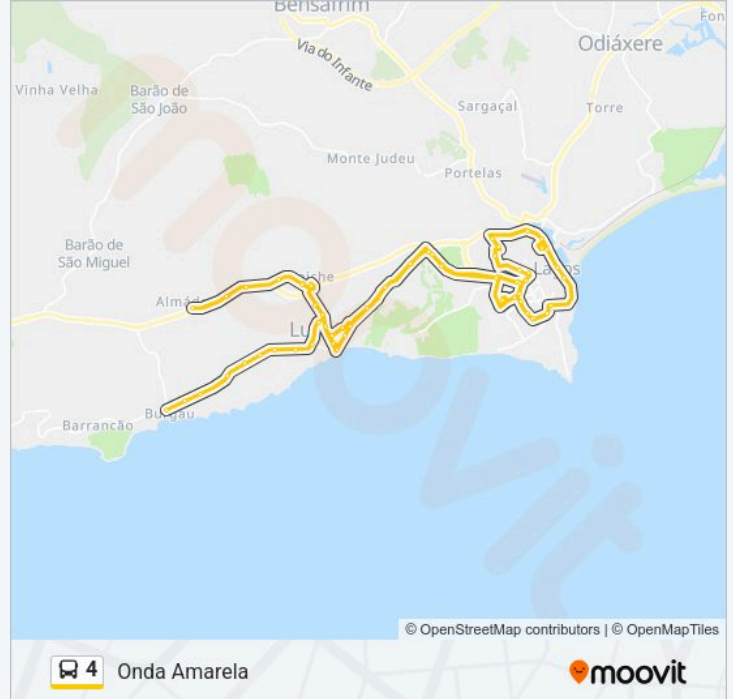 Bensafrim
Fon
Odiáxere
Via do Infante
Vinha Velha
Barão de
São João
Sargaçal
Torre
Monte Judeu
Portelas
Barão de
São Miguel
Lagos
Almád
Lu
Burgau
Barrancão
moovit
© OpenStreetMap contributors | © OpenMapTiles
4 Onda Amarela
moovit